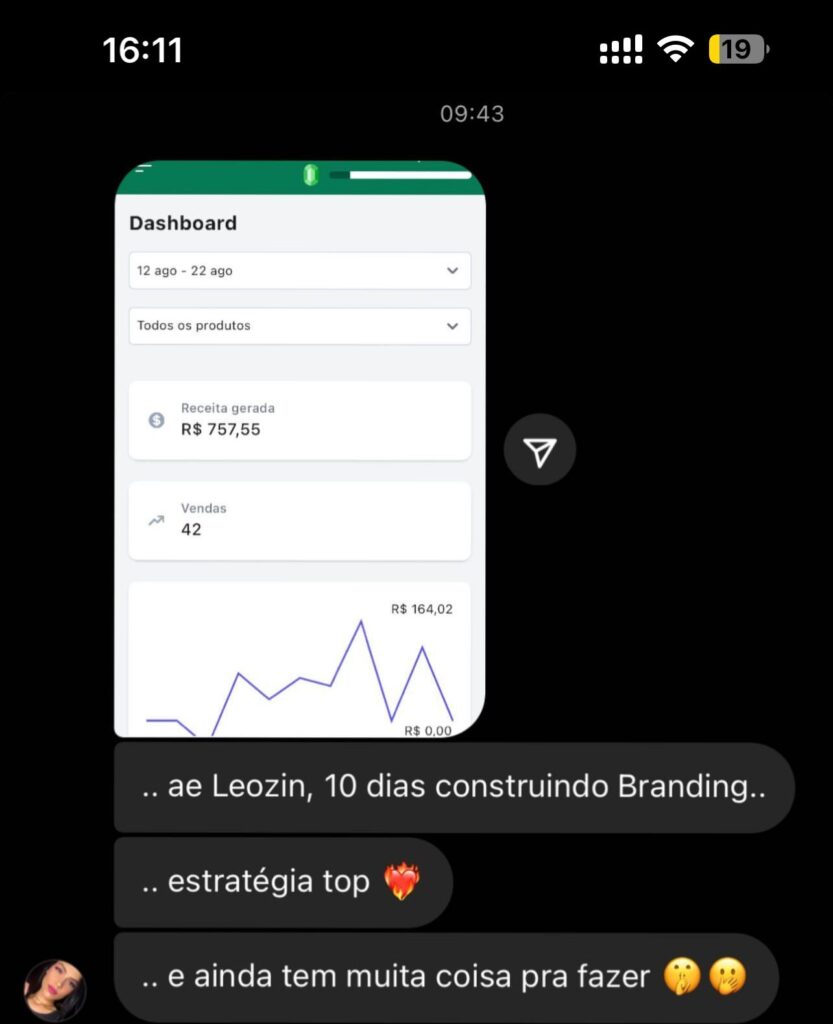 16:11
19
09:43
Dashboard
12 ago - 22 ago
Todos os produtos
Receita gerada
R$ 757,55
Vendas
42
R$ 164,02
R$ 0,00
.. ae Leozin, 10 dias construindo Branding..
.. estratégia top ❤️‍🔥
.. e ainda tem muita coisa pra fazer 🤫🤭